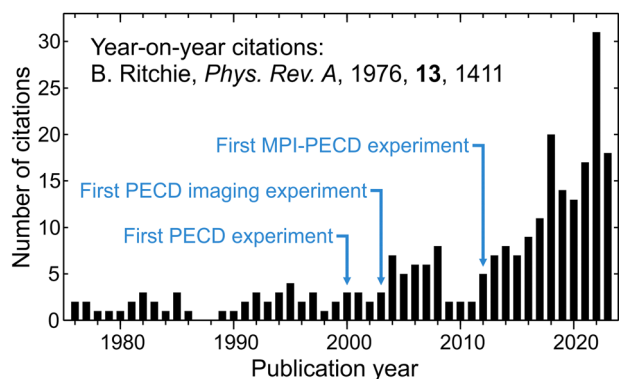 Year-on-year citations:
B. Ritchie, Phys. Rev. A, 1976, 13, 1411
First MPI-PECD experiment
First PECD imaging experiment
First PECD experiment
Number of citations
30
25
20
15
10
5
0
1980
1990
2000
2010
2020
Publication year